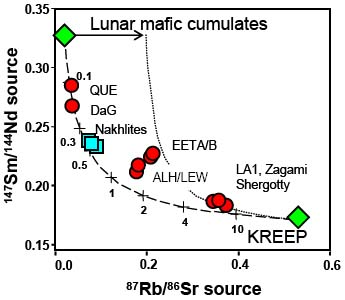 0.35
Lunar mafic cumulates
0.30
0.1
QUE
DaG
0.25
Nakhlites
0.3
EETA/B
0.5
0.20
ALH/LEW
LA1, Zagami
Shergotty
1
2
4
10
KREEP
0.15
0.0
0.2
0.4
0.6
147Sm/144Nd source
87Rb/86Sr source